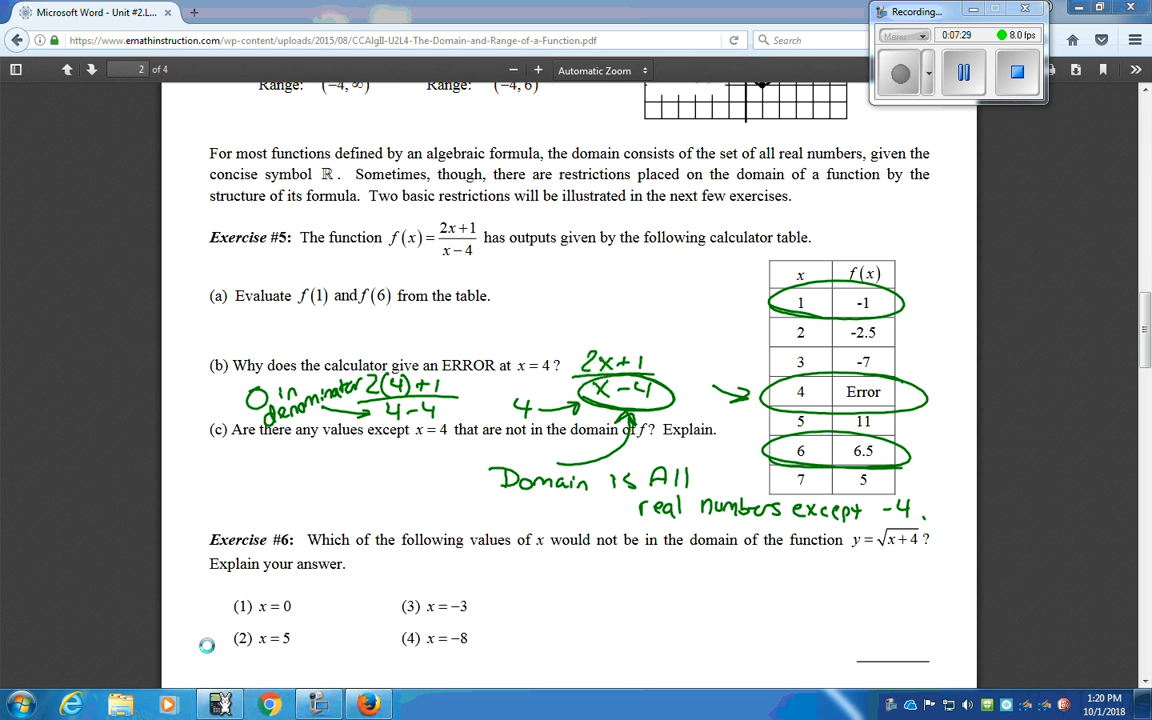 Microsoft Word - Unit #2.L...
Recording...
https://www.emathinstruction.com/wp-content/uploads/2015/08/CCAlgII-U2L4-The-Domain-and-Range-of-a-Function.pdf
Search
Menu
0:07:29
8.0 fps
2 of 4
Automatic Zoom
Range: (−4, ∞) Range: (−4, 6)
For most functions defined by an algebraic formula, the domain consists of the set of all real numbers, given the
concise symbol ℝ. Sometimes, though, there are restrictions placed on the domain of a function by the
structure of its formula. Two basic restrictions will be illustrated in the next few exercises.
Exercise #5: The function f(x) = (2x+1)/(x−4) has outputs given by the following calculator table.
x f(x)
1 -1
2 -2.5
3 -7
4 Error
5 11
6 6.5
7 5
(a) Evaluate f(1) and f(6) from the table.
(b) Why does the calculator give an ERROR at x = 4?
2x+1
x-4
4
0 in
denominator
2(4)+1
4-4
(c) Are there any values except x = 4 that are not in the domain of f? Explain.
Domain is All
real numbers except -4.
Exercise #6: Which of the following values of x would not be in the domain of the function y = √(x+4)?
Explain your answer.
(1) x = 0 (3) x = −3
(2) x = 5 (4) x = −8
1:20 PM
10/1/2018